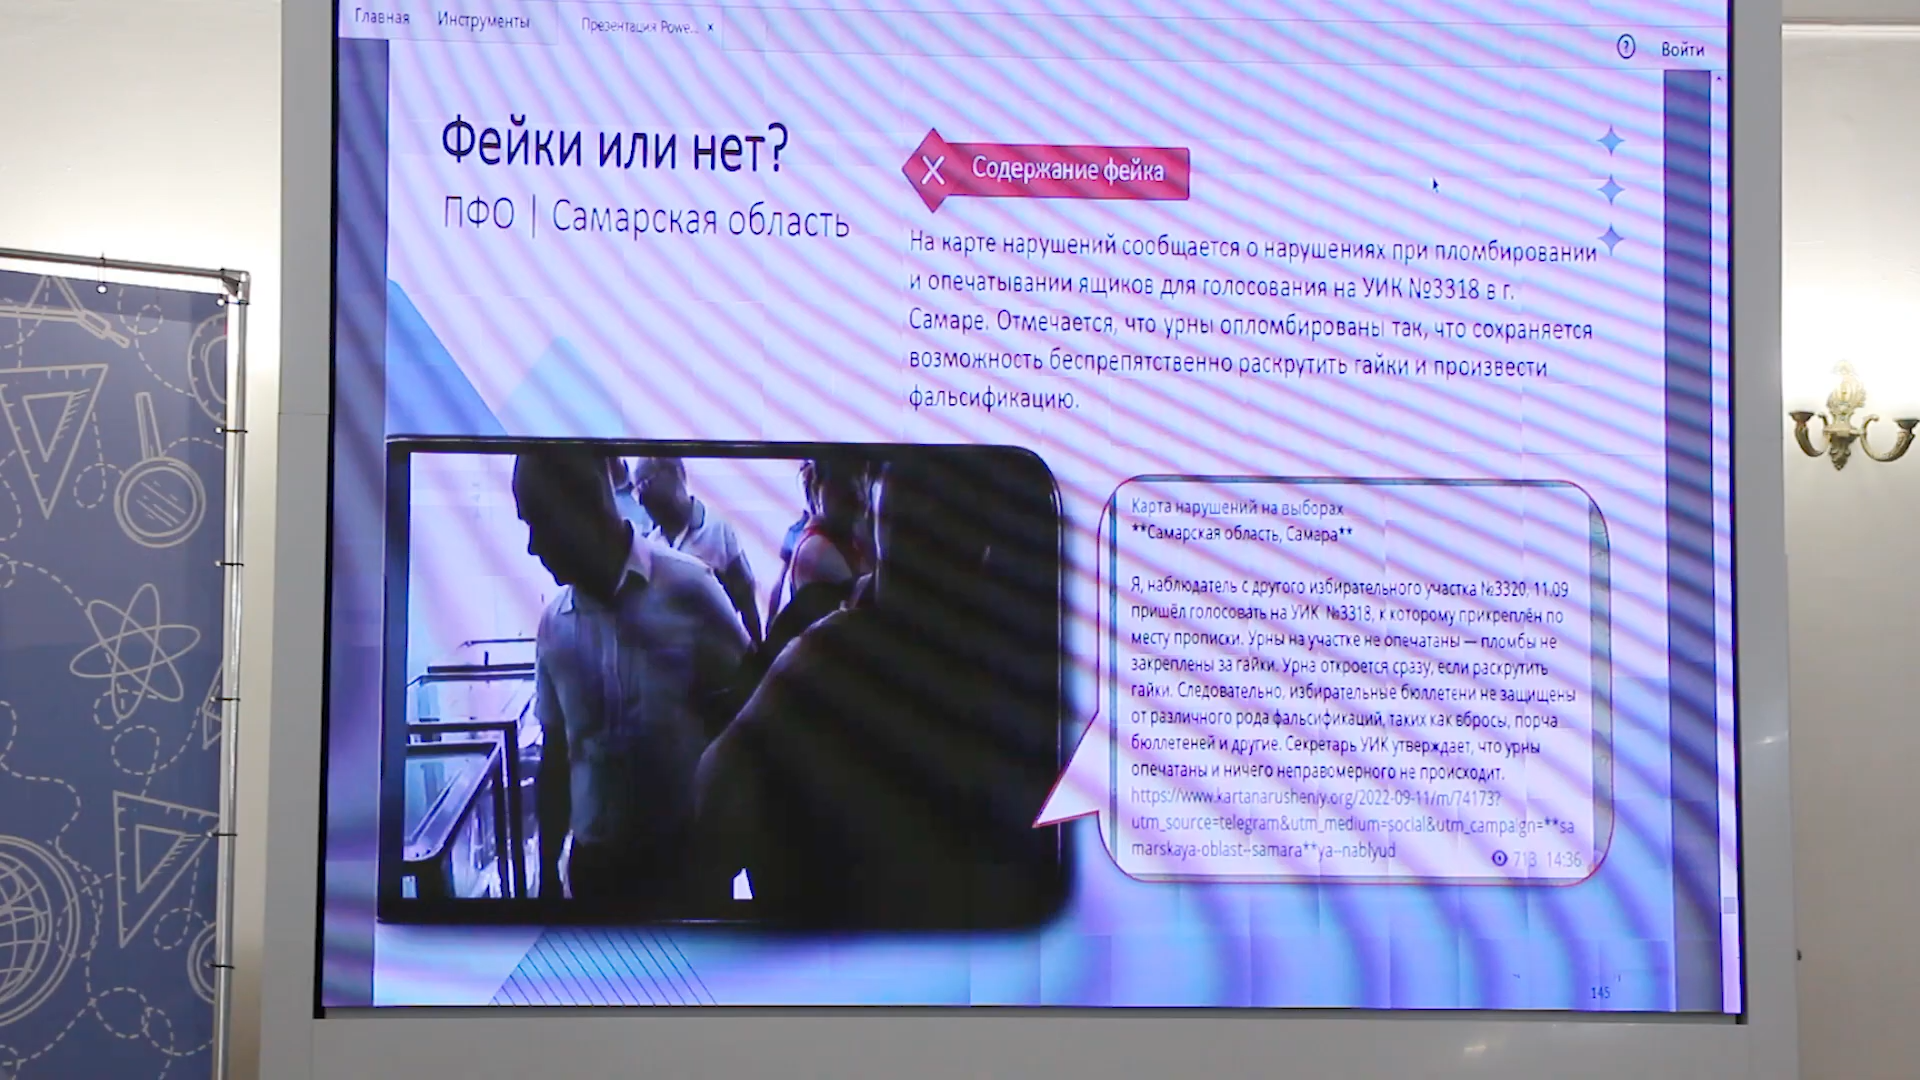 Главная Инструменты Презентация Powe... ×
? Войти
Фейки или нет?
ПФО | Самарская область
Содержание фейка
На карте нарушений сообщается о нарушениях при пломбировании
и опечатывании ящиков для голосования на УИК №3318 в г.
Самаре. Отмечается, что урны опломбированы так, что сохраняется
возможность беспрепятственно раскрутить гайки и произвести
фальсификацию.
Карта нарушений на выборах
**Самарская область, Самара**
Я, наблюдатель с другого избирательного участка №3320, 11.09
пришёл голосовать на УИК №3318, к которому прикреплён по
месту прописки. Урны на участке не опечатаны — пломбы не
закреплены за гайки. Урна откроется сразу, если раскрутить
гайки. Следовательно, избирательные бюллетени не защищены
от различного рода фальсификаций, таких как вбросы, порча
бюллетеней и другие. Секретарь УИК утверждает, что урны
опечатаны и ничего неправомерного не происходит.
https://www.kartanarusheniy.org/2022-09-11/m/74173?
utm_source=telegram&utm_medium=social&utm_campaign=**sa
marskaya-oblast--samara**ya--nablyud
713 14:36
145